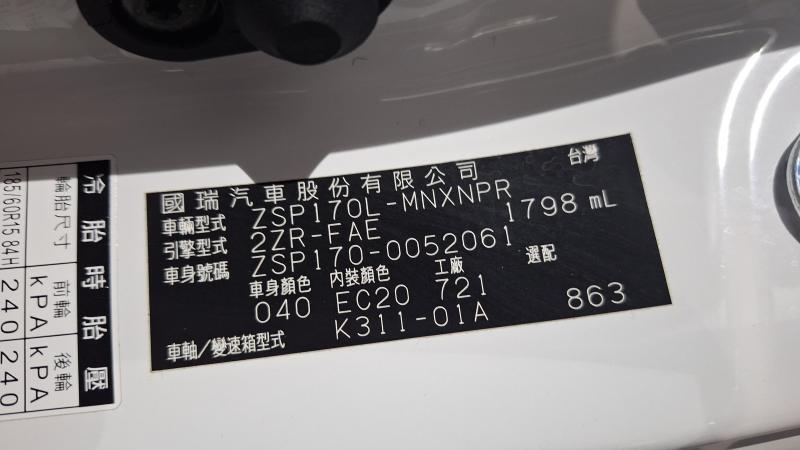 國瑞汽車股份有限公司 台灣
車輛型式 ZSP170L-MNXNPR
引擎型式 2ZR-FAE 1798 mL
車身號碼 ZSP170-0052061
車身顏色 內裝顏色 工廠 選配
040 EC20 721 863
車軸/變速箱型式 K311-01A
冷胎時胎壓
輪胎尺寸 前輪 後輪
185/60R15 84H kPA kPA
240 240